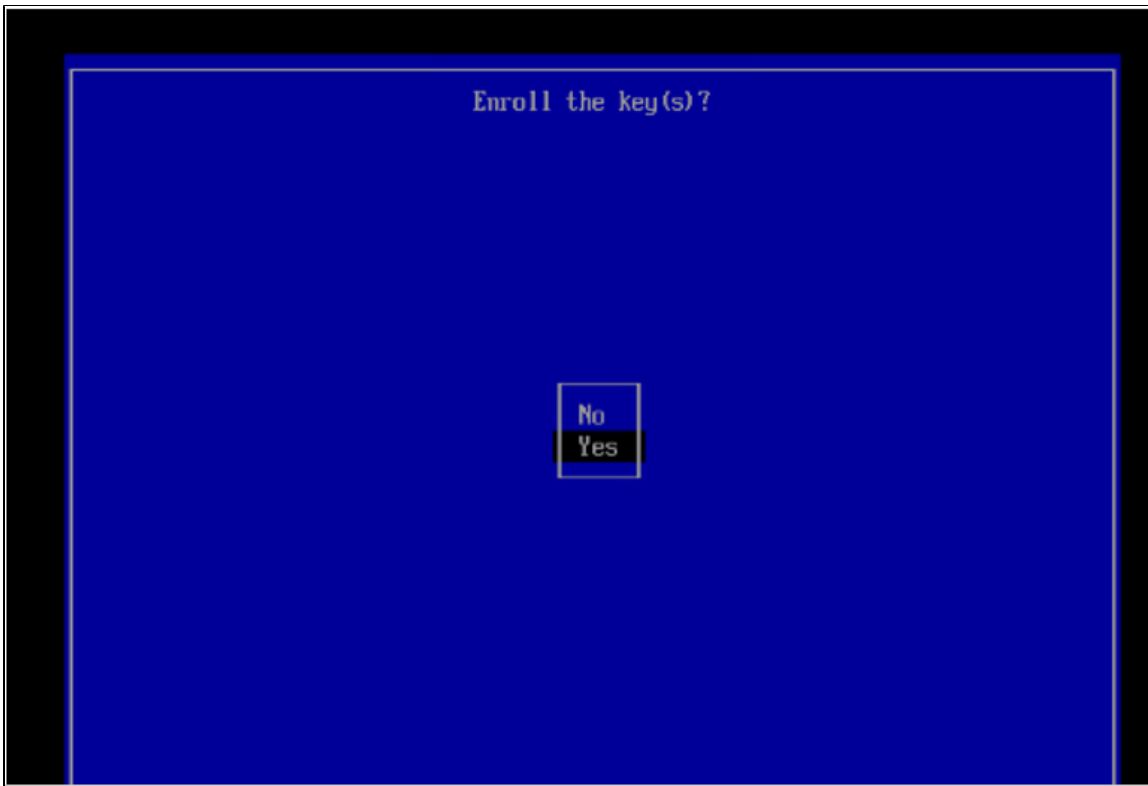 Enroll the key(s)?
No
Yes